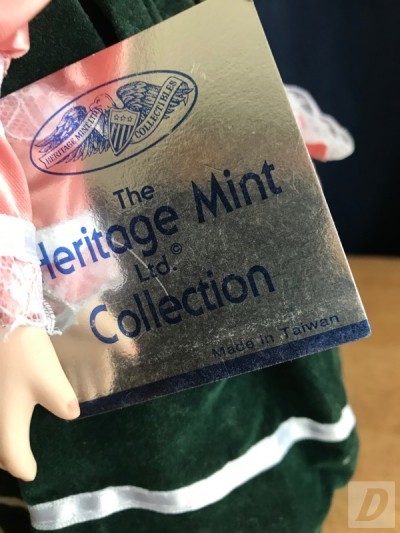 HERITAGE MINT LTD. COLLECTIBLES
The
Heritage Mint
Ltd.©
Collection
Made in Taiwan
D